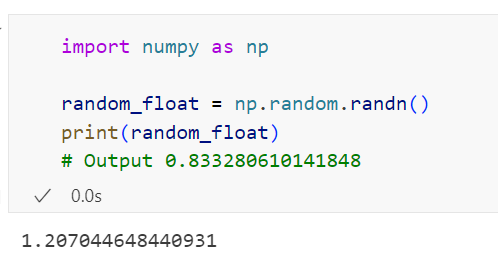 import numpy as np
random_float = np.random.randn()
print(random_float)
# Output 0.833280610141848
0.0s
1.207044648440931